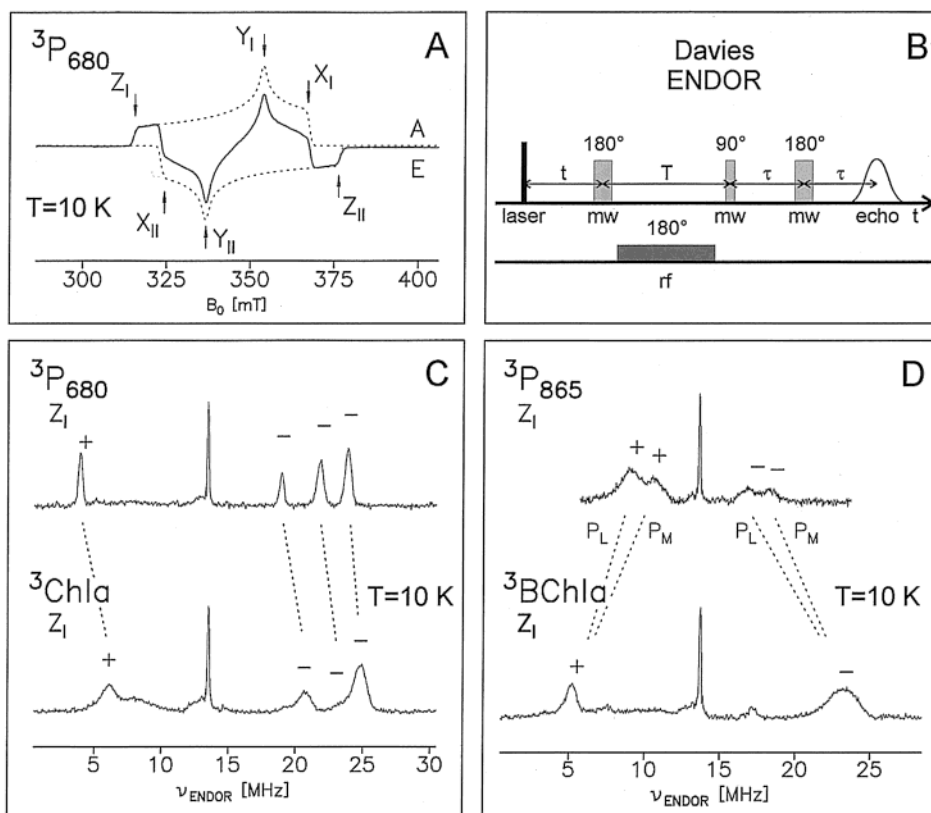 A
³P₆₈₀
Z_I
Y_I
X_I
A
E
T=10 K
X_II
Y_II
Z_II
300 325 350 375 400
B₀ [mT]
B
Davies
ENDOR
180° 90° 180°
t T τ τ
laser mw mw mw echo t
180°
rf
C
³P₆₈₀
Z_I
+ − − −
³Chla
Z_I
T=10 K
+ − − −
5 10 15 20 25 30
ν_ENDOR [MHz]
D
³P₈₆₅
Z_I
+ + − −
P_L P_M P_L P_M
³BChla
Z_I
T=10 K
+ −
5 10 15 20 25
ν_ENDOR [MHz]